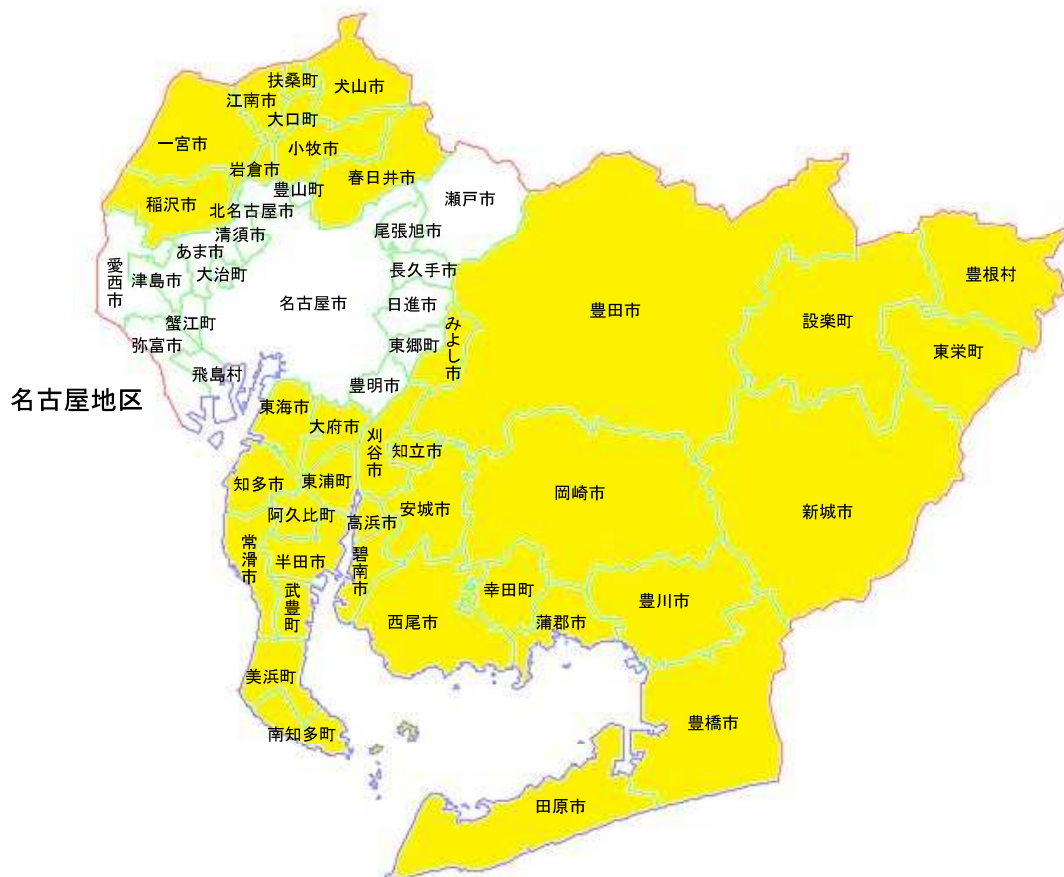 扶桑町
犬山市
江南市
大口町
一宮市
小牧市
岩倉市
春日井市
豊山町
瀬戸市
稲沢市
北名古屋市
清須市
尾張旭市
あま市
愛西市
津島市
大治町
長久手市
名古屋市
日進市
蟹江町
みよし市
弥富市
東郷町
飛島村
豊明市
豊田市
設楽町
豊根村
東栄町
名古屋地区
東海市
大府市
刈谷市
知立市
知多市
東浦町
岡崎市
阿久比町
高浜市
安城市
新城市
常滑市
半田市
碧南市
武豊町
西尾市
幸田町
蒲郡市
豊川市
美浜町
南知多町
豊橋市
田原市